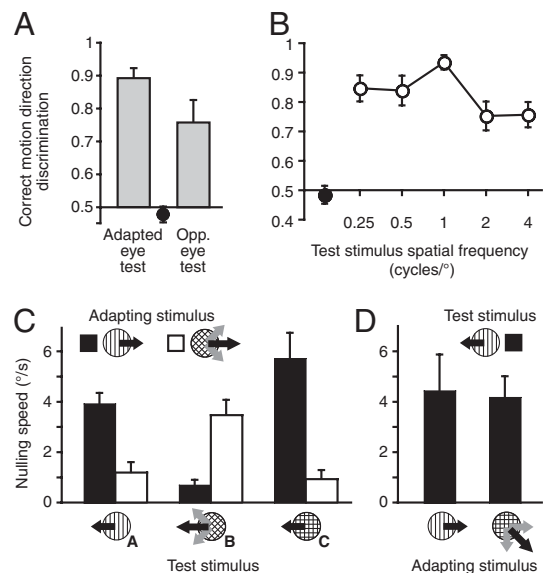 A
Correct motion direction
discrimination
1
0.9
0.8
0.7
0.6
0.5
Adapted
eye
test
Opp.
eye
test
B
1
0.9
0.8
0.7
0.6
0.5
0.4
0.25 0.5 1 2 4
Test stimulus spatial frequency
(cycles/°)
C
Adapting stimulus
Nulling speed (°/s)
6
4
2
0
A B C
Test stimulus
D
Test stimulus
6
4
2
0
Adapting stimulus